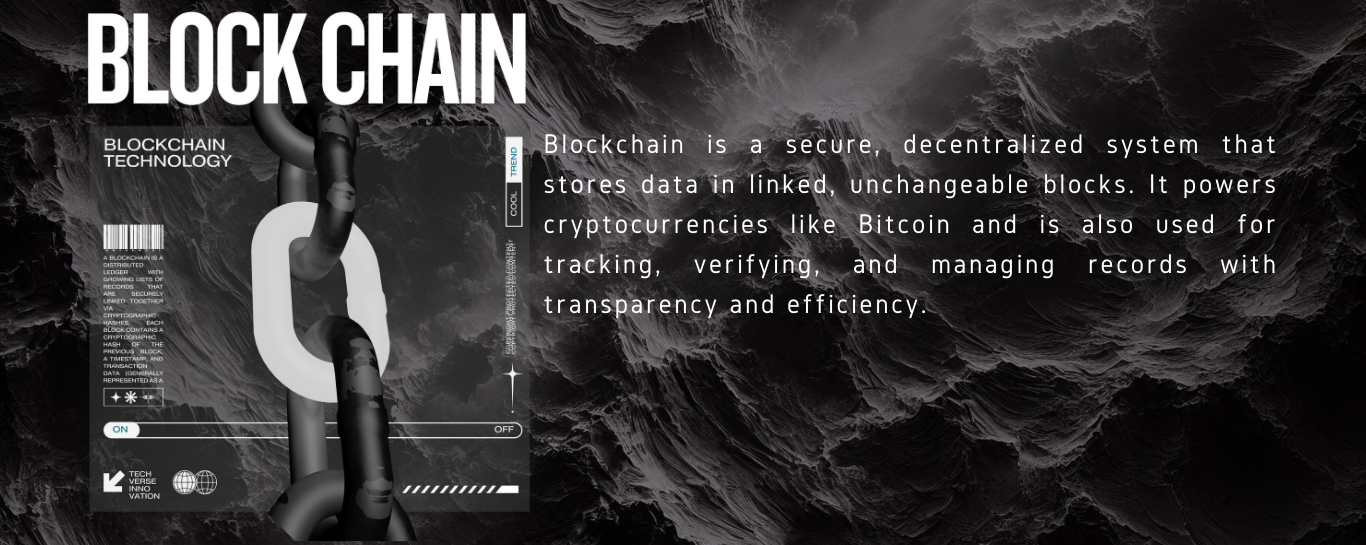 BLOCK CHAIN
BLOCKCHAIN
TECHNOLOGY
TREND
COOL
A BLOCKCHAIN IS A
DISTRIBUTED
LEDGER WITH
GROWING LISTS OF
RECORDS THAT
ARE SECURELY
LINKED TOGETHER
VIA
CRYPTOGRAPHIC
HASHES. EACH
BLOCK CONTAINS A
CRYPTOGRAPHIC
HASH OF THE
PREVIOUS BLOCK,
A TIMESTAMP, AND
TRANSACTION
DATA (GENERALLY
REPRESENTED AS A
ON
OFF
TECH
VERSE
INNO
VATION
Blockchain is a secure, decentralized system that
stores data in linked, unchangeable blocks. It powers
cryptocurrencies like Bitcoin and is also used for
tracking, verifying, and managing records with
transparency and efficiency.